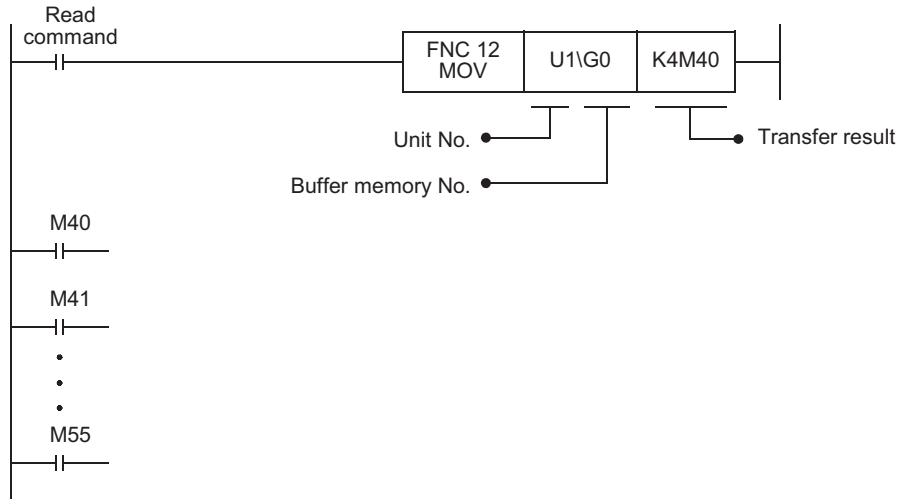 Read
command
FNC 12
MOV
U1\G0
K4M40
Unit No.
Transfer result
Buffer memory No.
M40
M41
M55